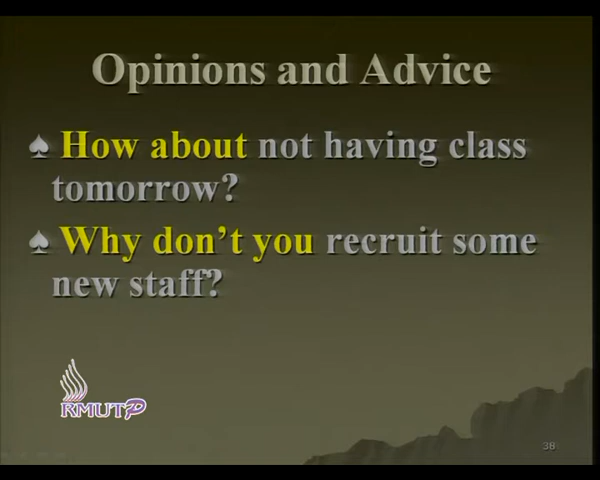 Opinions and Advice
♠ How about not having class
tomorrow?
♠ Why don't you recruit some
new staff?
RMUTP
38